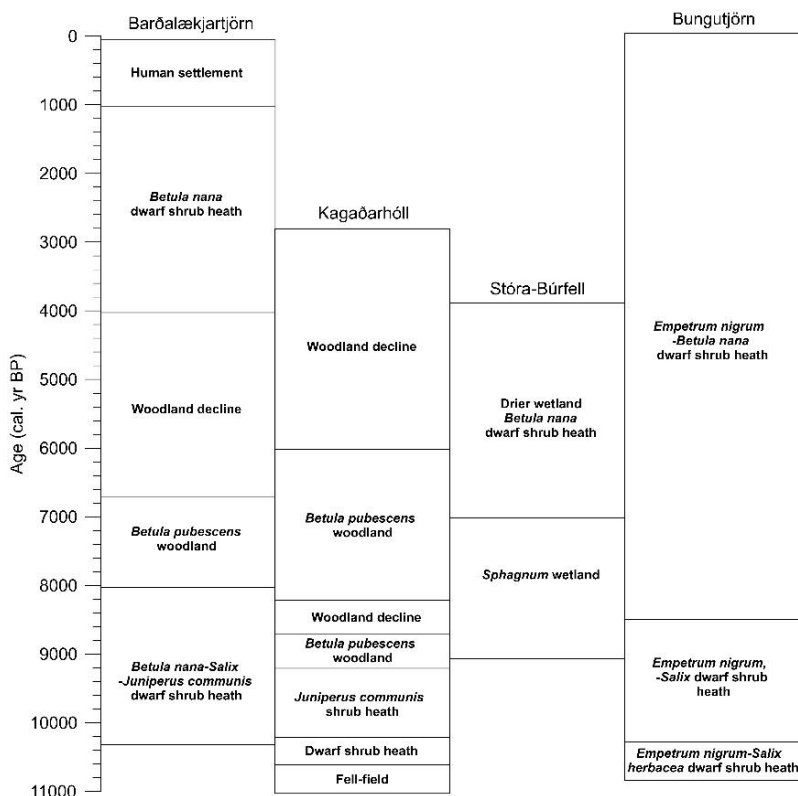 Barðalækjartjörn
Bungutjörn
Kagaðarhóll
Stóra-Búrfell
Age (cal. yr BP)
0
1000
2000
3000
4000
5000
6000
7000
8000
9000
10000
11000
Human settlement
Betula nana
dwarf shrub heath
Woodland decline
Betula pubescens
woodland
Betula nana-Salix
-Juniperus communis
dwarf shrub heath
Woodland decline
Betula pubescens
woodland
Woodland decline
Betula pubescens
woodland
Juniperus communis
shrub heath
Dwarf shrub heath
Fell-field
Drier wetland
Betula nana
dwarf shrub heath
Sphagnum wetland
Empetrum nigrum
-Betula nana
dwarf shrub heath
Empetrum nigrum,
-Salix dwarf shrub
heath
Empetrum nigrum-Salix
herbacea dwarf shrub heath